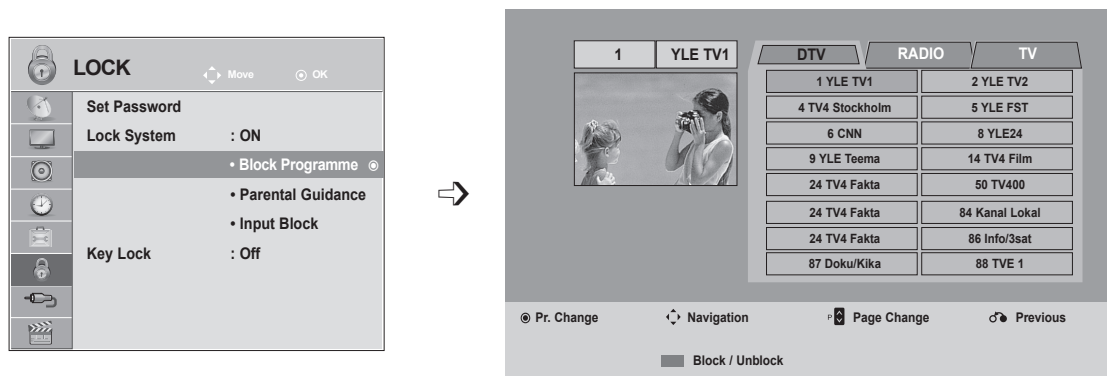 LOCK
Move OK
Set Password
Lock System : ON
• Block Programme
• Parental Guidance
• Input Block
Key Lock : Off
1 YLE TV1
DTV RADIO TV
1 YLE TV1 2 YLE TV2
4 TV4 Stockholm 5 YLE FST
6 CNN 8 YLE24
9 YLE Teema 14 TV4 Film
24 TV4 Fakta 50 TV400
24 TV4 Fakta 84 Kanal Lokal
24 TV4 Fakta 86 Info/3sat
87 Doku/Kika 88 TVE 1
Pr. Change Navigation P Page Change Previous
Block / Unblock